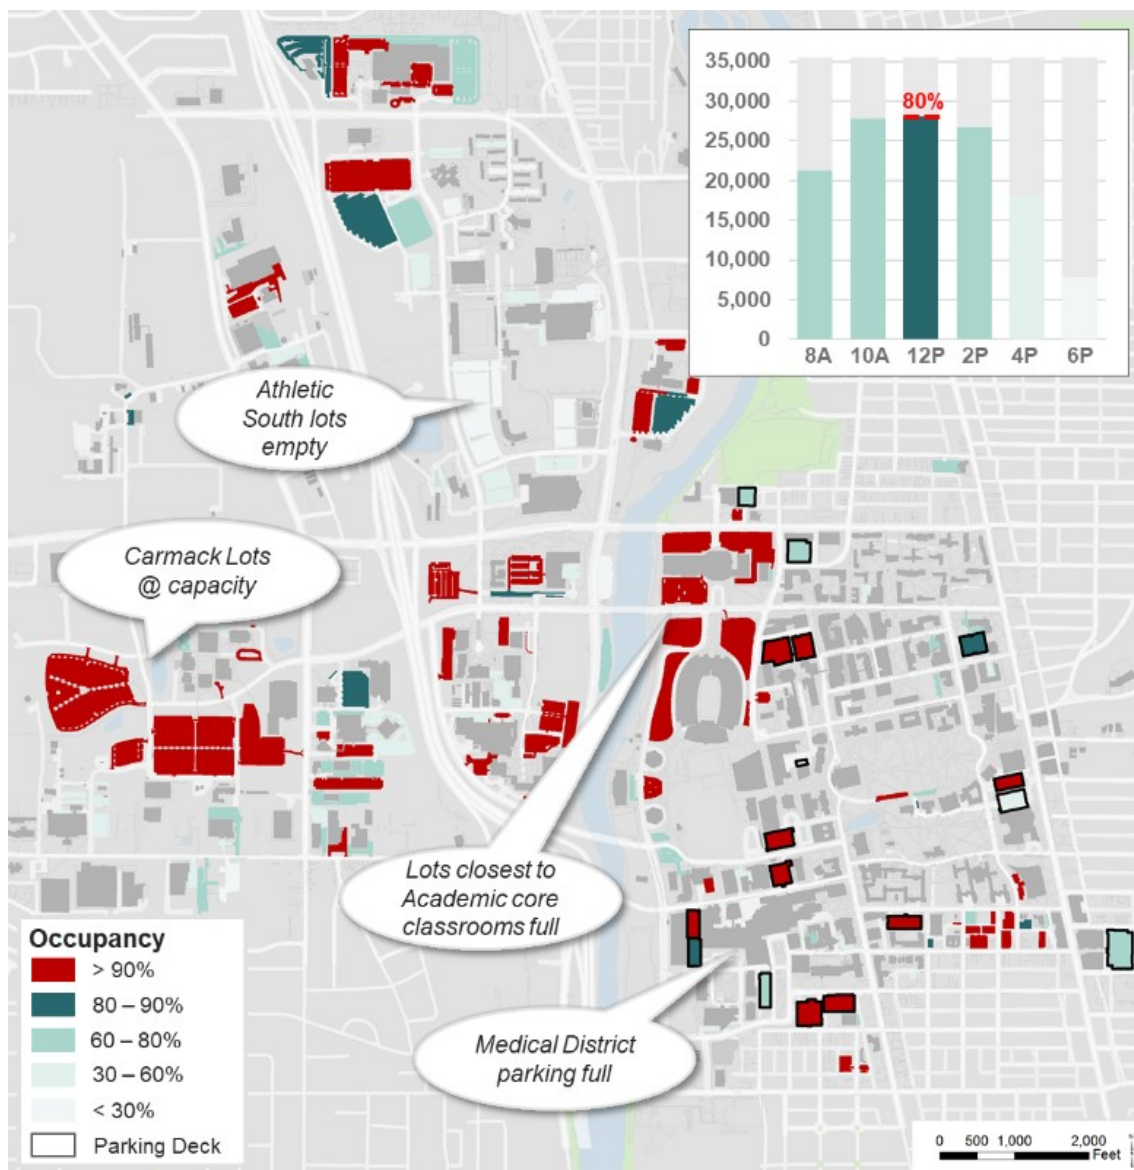 35,000
30,000
25,000
20,000
15,000
10,000
5,000
0
80%
8A 10A 12P 2P 4P 6P
Athletic
South lots
empty
Carmack Lots
@ capacity
Lots closest to
Academic core
classrooms full
Medical District
parking full
Occupancy
> 90%
80 – 90%
60 – 80%
30 – 60%
< 30%
Parking Deck
0 500 1,000 2,000
Feet